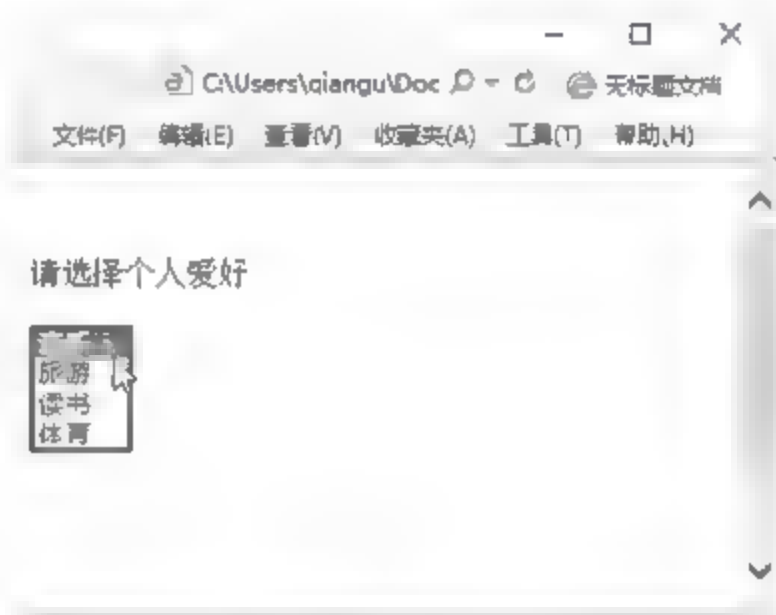 C:\Users\qiangu\Doc 无标题文档
文件(F) 编辑(E) 查看(V) 收藏夹(A) 工具(T) 帮助(H)
请选择个人爱好
旅游
读书
体育